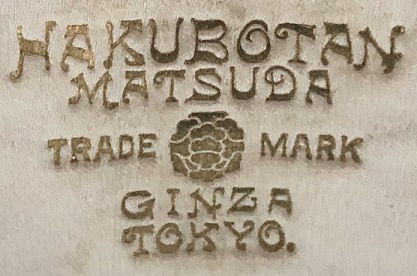 HAKUBOTAN
MATSUDA
TRADE MARK
GINZA
TOKYO.